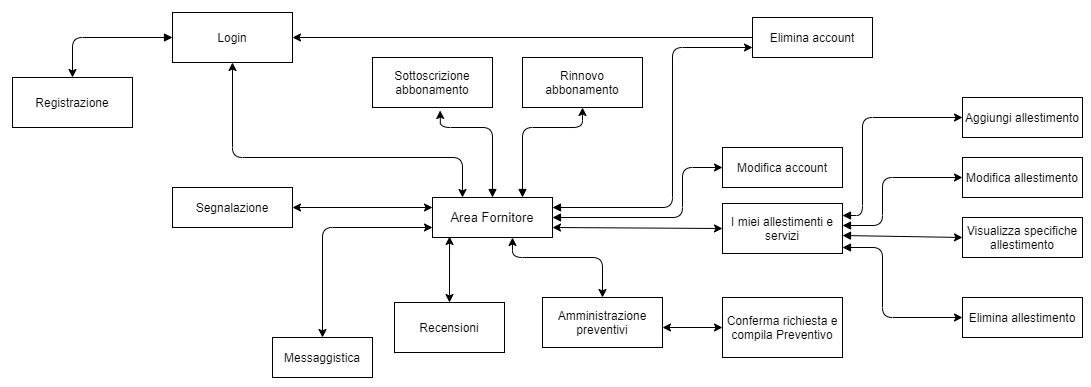 Login
Elimina account
Registrazione
Sottoscrizione
abbonamento
Rinnovo
abbonamento
Aggiungi allestimento
Modifica account
Modifica allestimento
Segnalazione
Area Fornitore
I miei allestimenti e
servizi
Visualizza specifiche
allestimento
Recensioni
Amministrazione
preventivi
Conferma richiesta e
compila Preventivo
Elimina allestimento
Messaggistica